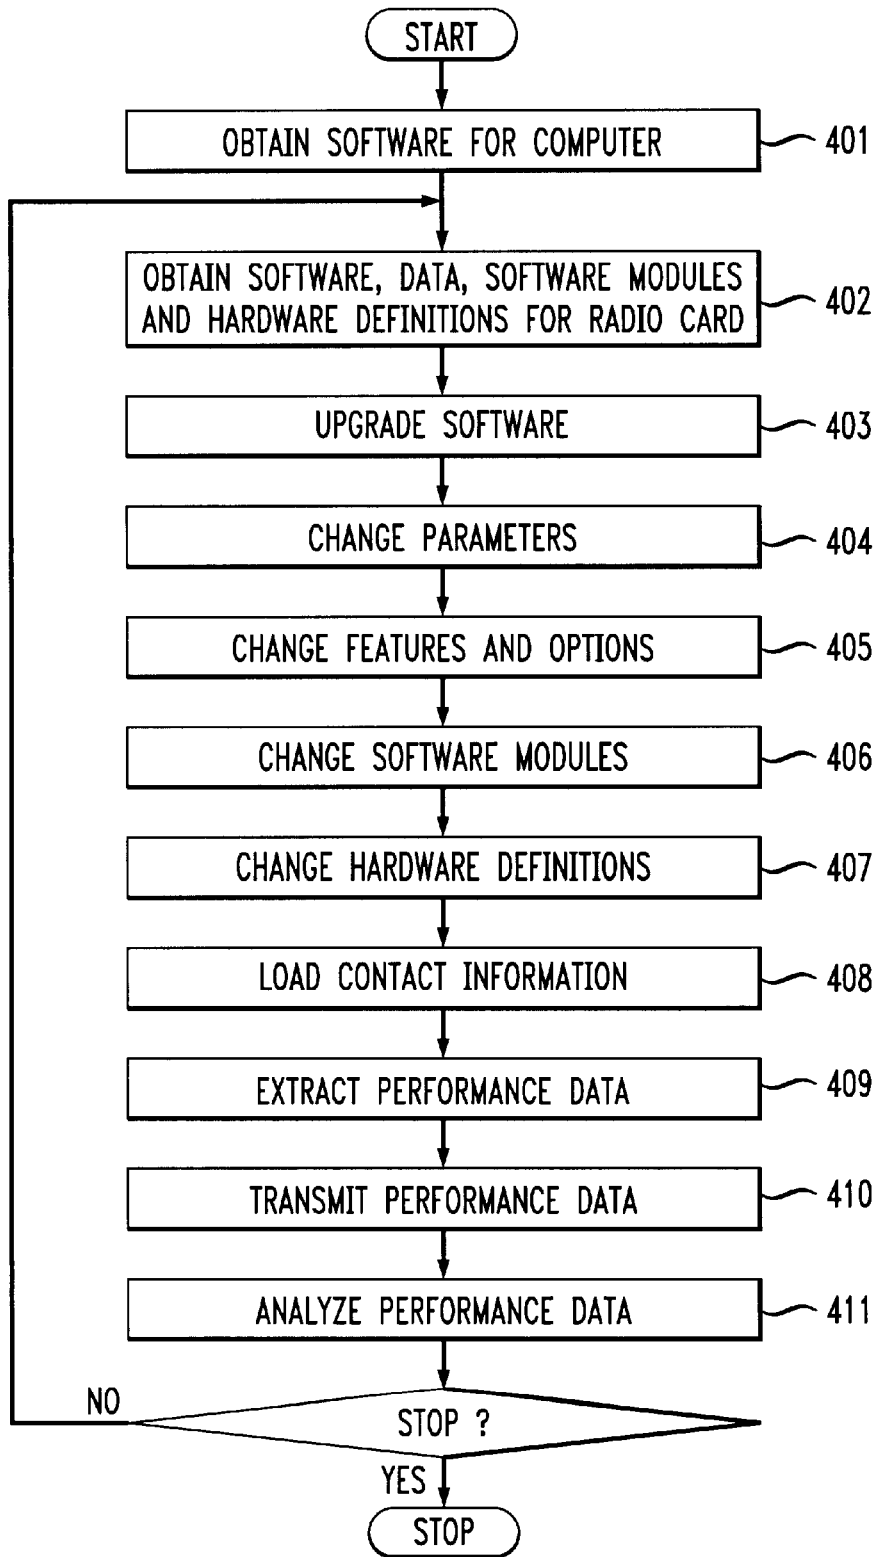 START
OBTAIN SOFTWARE FOR COMPUTER
401
OBTAIN SOFTWARE, DATA, SOFTWARE MODULES
AND HARDWARE DEFINITIONS FOR RADIO CARD
402
UPGRADE SOFTWARE
403
CHANGE PARAMETERS
404
CHANGE FEATURES AND OPTIONS
405
CHANGE SOFTWARE MODULES
406
CHANGE HARDWARE DEFINITIONS
407
LOAD CONTACT INFORMATION
408
EXTRACT PERFORMANCE DATA
409
TRANSMIT PERFORMANCE DATA
410
ANALYZE PERFORMANCE DATA
411
NO
STOP ?
YES
STOP